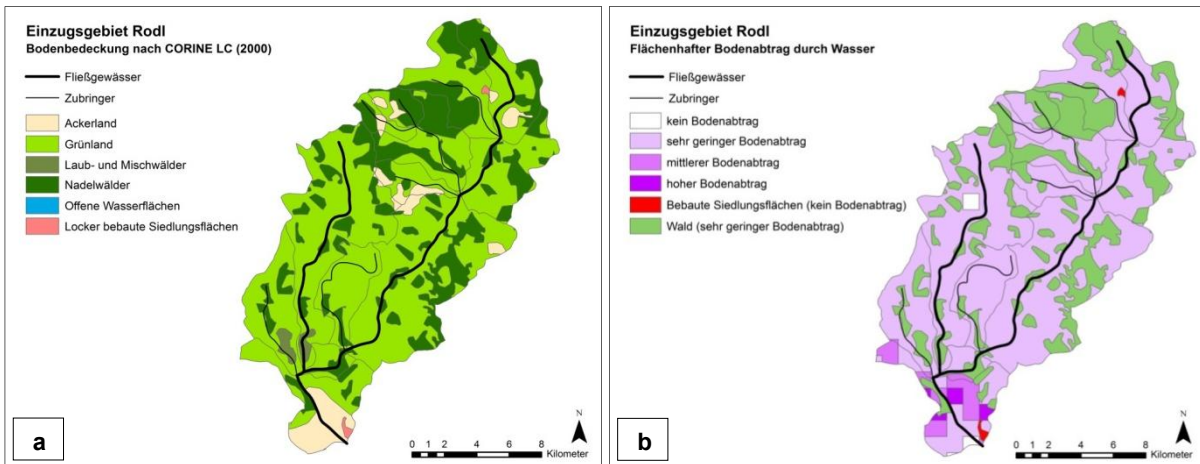 Einzugsgebiet Rodl
Bodenbedeckung nach CORINE LC (2000)
Fließgewässer
Zubringer
Ackerland
Grünland
Laub- und Mischwälder
Nadelwälder
Offene Wasserflächen
Locker bebaute Siedlungsflächen
a
N
0 1 2 4 6 8
Kilometer
Einzugsgebiet Rodl
Flächenhafter Bodenabtrag durch Wasser
Fließgewässer
Zubringer
kein Bodenabtrag
sehr geringer Bodenabtrag
mittlerer Bodenabtrag
hoher Bodenabtrag
Bebaute Siedlungsflächen (kein Bodenabtrag)
Wald (sehr geringer Bodenabtrag)
b
N
0 1 2 4 6 8
Kilometer